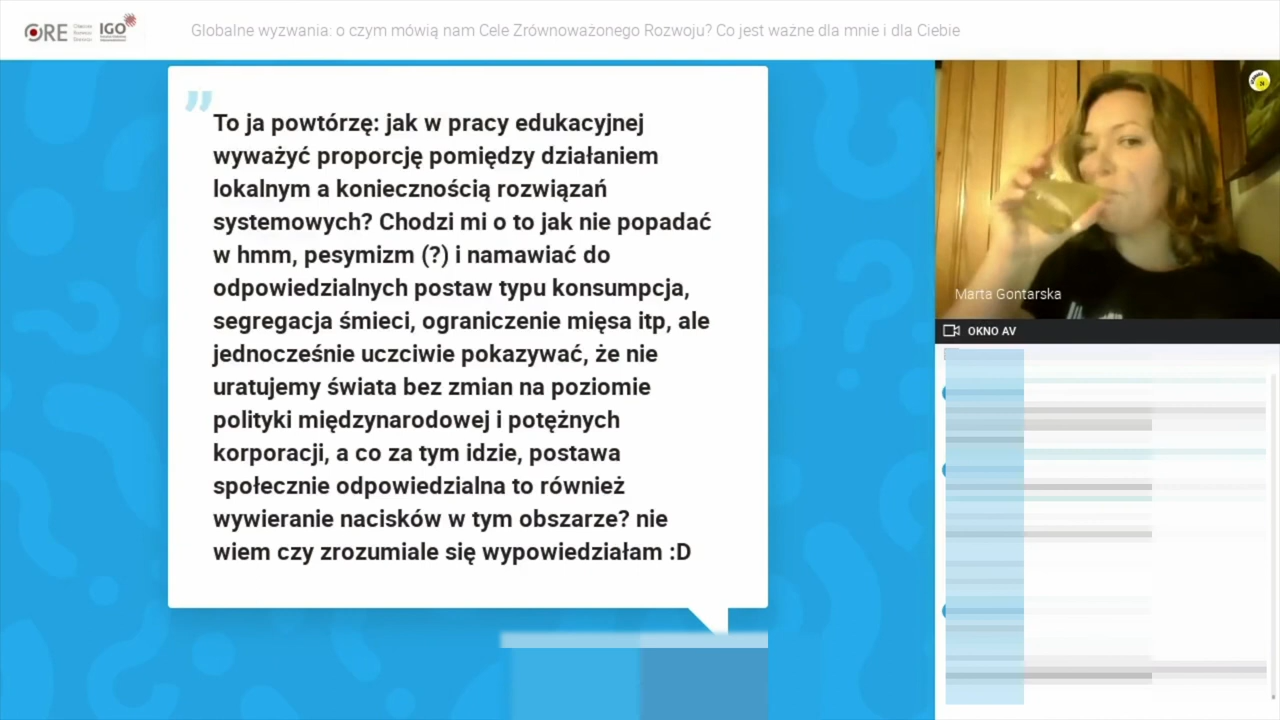 ORE
IGO
Globalne wyzwania: o czym mówią nam Cele Zrównoważonego Rozwoju? Co jest ważne dla mnie i dla Ciebie
To ja powtórzę: jak w pracy edukacyjnej
wyważyć proporcję pomiędzy działaniem
lokalnym a koniecznością rozwiązań
systemowych? Chodzi mi o to jak nie popadać
w hmm, pesymizm (?) i namawiać do
odpowiedzialnych postaw typu konsumpcja,
segregacja śmieci, ograniczenie mięsa itp, ale
jednocześnie uczciwie pokazywać, że nie
uratujemy świata bez zmian na poziomie
polityki międzynarodowej i potężnych
korporacji, a co za tym idzie, postawa
społecznie odpowiedzialna to również
wywieranie nacisków w tym obszarze? nie
wiem czy zrozumiale się wypowiedziałam :D
Marta Gontarska
OKNO AV